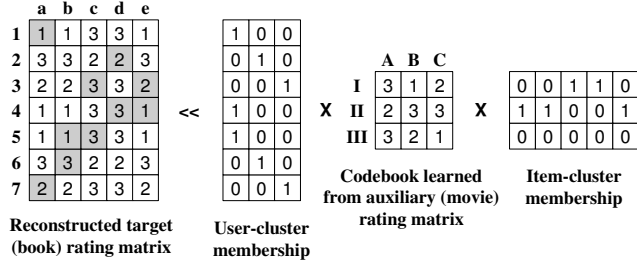 a b c d e
1 1 1 3 3 1
2 3 3 2 2 3
3 2 2 3 3 2
4 1 1 3 3 1
5 1 1 3 3 1
6 3 3 2 2 3
7 2 2 3 3 2
Reconstructed target
(book) rating matrix
<<
1 0 0
0 1 0
0 0 1
1 0 0
1 0 0
0 1 0
0 0 1
User-cluster
membership
X
A B C
I 3 1 2
II 2 3 3
III 3 2 1
Codebook learned
from auxiliary (movie)
rating matrix
X
0 0 1 1 0
1 1 0 0 1
0 0 0 0 0
Item-cluster
membership